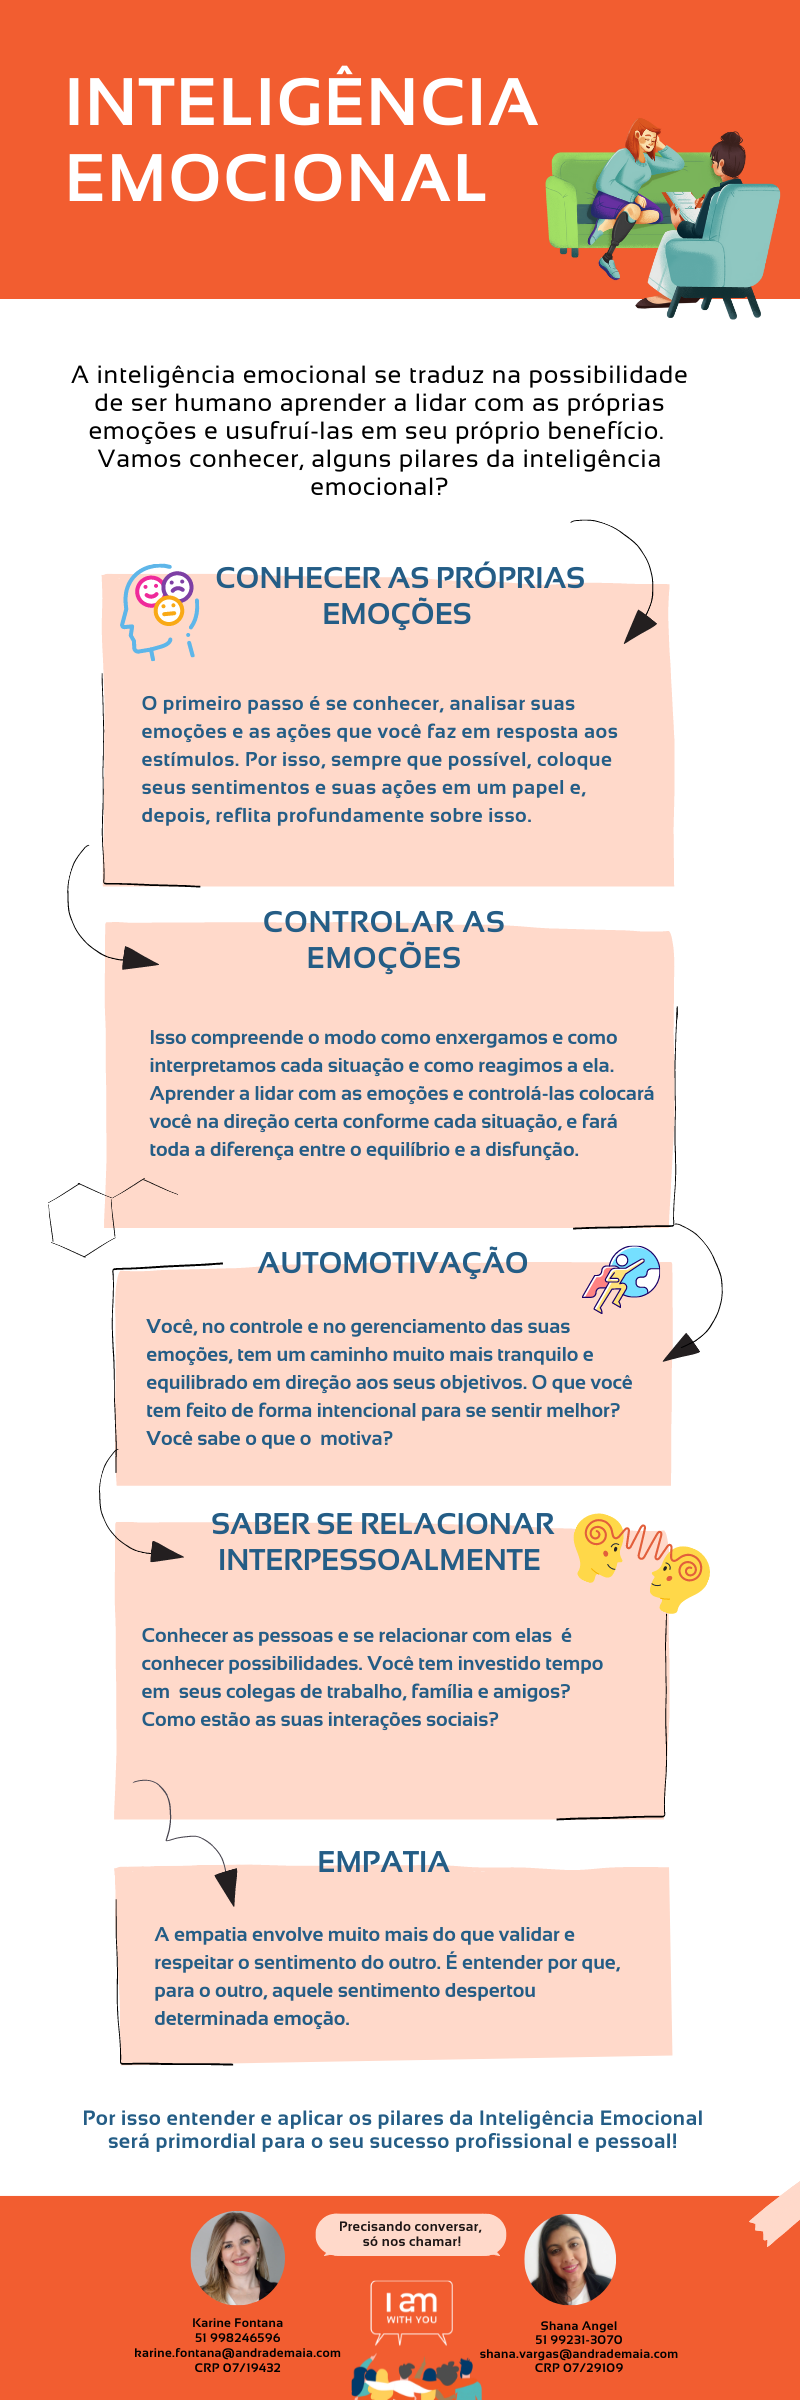 INTELIGÊNCIA
EMOCIONAL
A inteligência emocional se traduz na possibilidade
de ser humano aprender a lidar com as próprias
emoções e usufruí-las em seu próprio benefício.
Vamos conhecer, alguns pilares da inteligência
emocional?
CONHECER AS PRÓPRIAS
EMOÇÕES
O primeiro passo é se conhecer, analisar suas
emoções e as ações que você faz em resposta aos
estímulos. Por isso, sempre que possível, coloque
seus sentimentos e suas ações em um papel e,
depois, reflita profundamente sobre isso.
CONTROLAR AS
EMOÇÕES
Isso compreende o modo como enxergamos e como
interpretamos cada situação e como reagimos a ela.
Aprender a lidar com as emoções e controlá-las colocará
você na direção certa conforme cada situação, e fará
toda a diferença entre o equilíbrio e a disfunção.
AUTOMOTIVAÇÃO
Você, no controle e no gerenciamento das suas
emoções, tem um caminho muito mais tranquilo e
equilibrado em direção aos seus objetivos. O que você
tem feito de forma intencional para se sentir melhor?
Você sabe o que o  motiva?
SABER SE RELACIONAR
INTERPESSOALMENTE
Conhecer as pessoas e se relacionar com elas  é
conhecer possibilidades. Você tem investido tempo
em  seus colegas de trabalho, família e amigos?
Como estão as suas interações sociais?
EMPATIA
A empatia envolve muito mais do que validar e
respeitar o sentimento do outro. É entender por que,
para o outro, aquele sentimento despertou
determinada emoção.
Por isso entender e aplicar os pilares da Inteligência Emocional
será primordial para o seu sucesso profissional e pessoal!
Precisando conversar,
só nos chamar!
I am
WITH YOU
Karine Fontana
51 998246596
karine.fontana@andrademaia.com
CRP 07/19432
Shana Angel
51 99231-3070
shana.vargas@andrademaia.com
CRP 07/29109